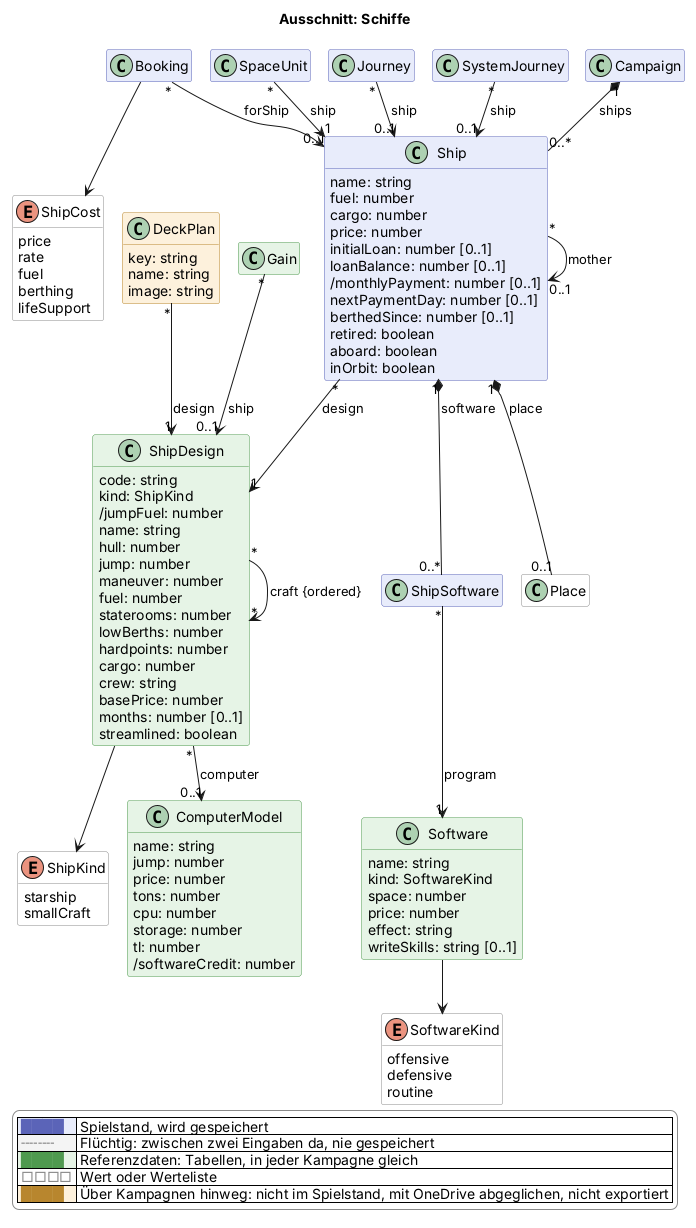 Ausschnitt: Schiffe
C Booking
C SpaceUnit
C Journey
C SystemJourney
C Campaign
* * * * 1
forShip ship ship ship ships
0..1 1 0..1 0..1 0..*
C Ship
name: string
fuel: number
cargo: number
price: number
initialLoan: number [0..1]
loanBalance: number [0..1]
/monthlyPayment: number [0..1]
nextPaymentDay: number [0..1]
berthedSince: number [0..1]
retired: boolean
aboard: boolean
inOrbit: boolean
*
mother
0..1
E ShipCost
price
rate
fuel
berthing
lifeSupport
C DeckPlan
key: string
name: string
image: string
C Gain
* *
* 1 1
design ship design software place
1 0..1 1
C ShipDesign
code: string
kind: ShipKind
/jumpFuel: number
name: string
hull: number
jump: number
maneuver: number
fuel: number
staterooms: number
lowBerths: number
hardpoints: number
cargo: number
crew: string
basePrice: number
months: number [0..1]
streamlined: boolean
*
craft {ordered}
*
0..* 0..1
C ShipSoftware
C Place
*
*
computer program
0..1 1
E ShipKind
starship
smallCraft
C ComputerModel
name: string
jump: number
price: number
tons: number
cpu: number
storage: number
tl: number
/softwareCredit: number
C Software
name: string
kind: SoftwareKind
space: number
price: number
effect: string
writeSkills: string [0..1]
E SoftwareKind
offensive
defensive
routine
Spielstand, wird gespeichert
Flüchtig: zwischen zwei Eingaben da, nie gespeichert
Referenzdaten: Tabellen, in jeder Kampagne gleich
Wert oder Werteliste
Über Kampagnen hinweg: nicht im Spielstand, mit OneDrive abgeglichen, nicht exportiert